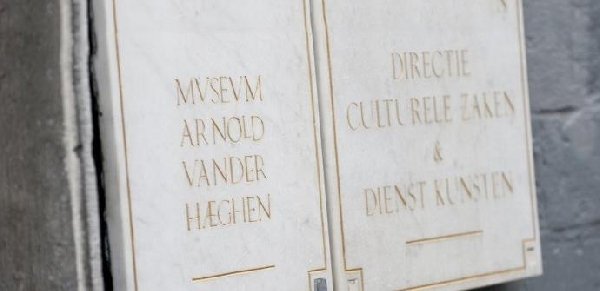 MVSEVM
ARNOLD
VANDER
HÆGHEN
DIRECTIE
CULTURELE ZAKEN
&
DIENST KUNSTEN